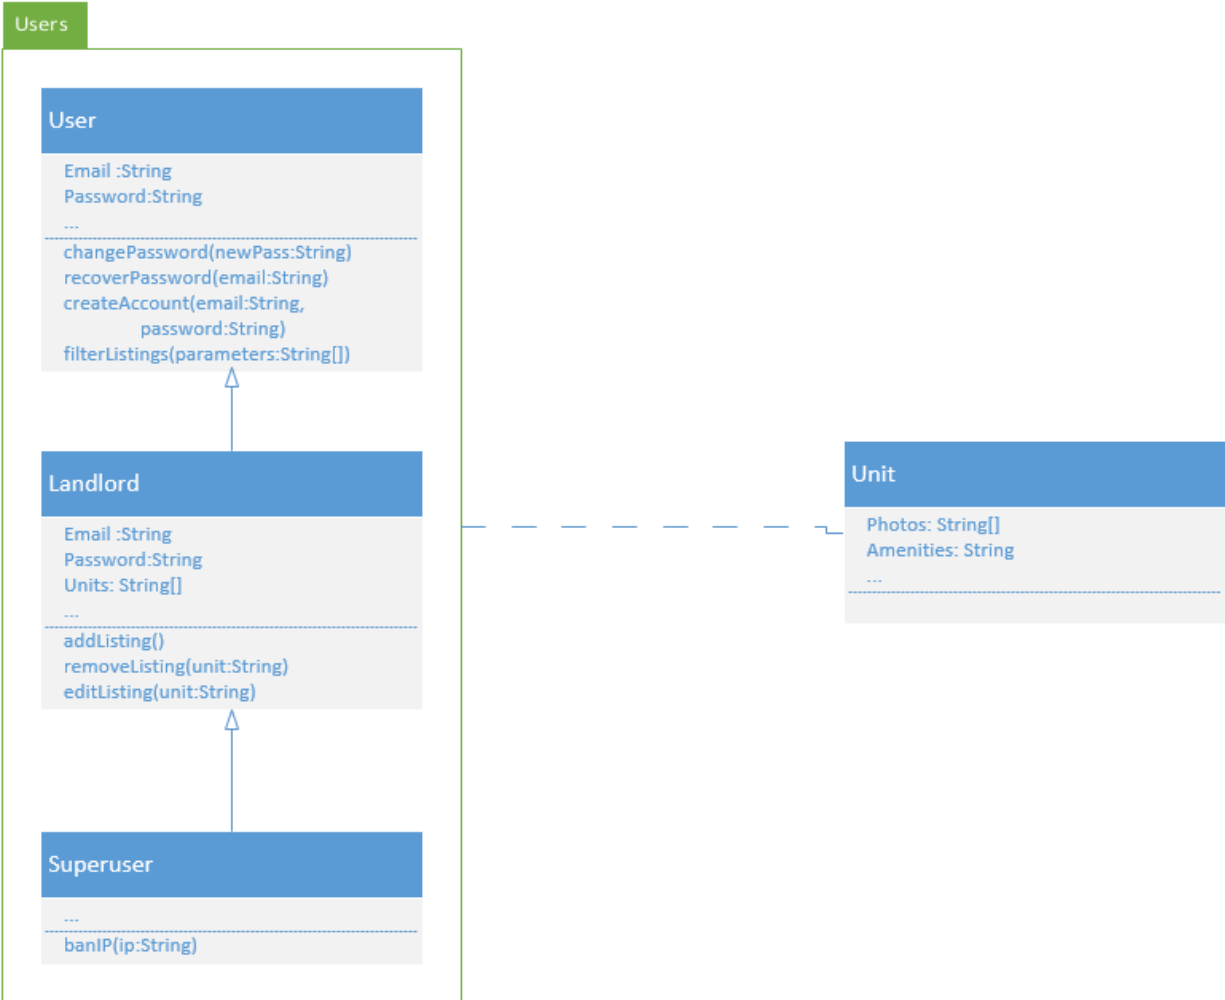 Users
User
Email :String
Password:String
...
changePassword(newPass:String)
recoverPassword(email:String)
createAccount(email:String,
password:String)
filterListings(parameters:String[])
Landlord
Email :String
Password:String
Units: String[]
...
addListing()
removeListing(unit:String)
editListing(unit:String)
Superuser
...
banIP(ip:String)
Unit
Photos: String[]
Amenities: String
...